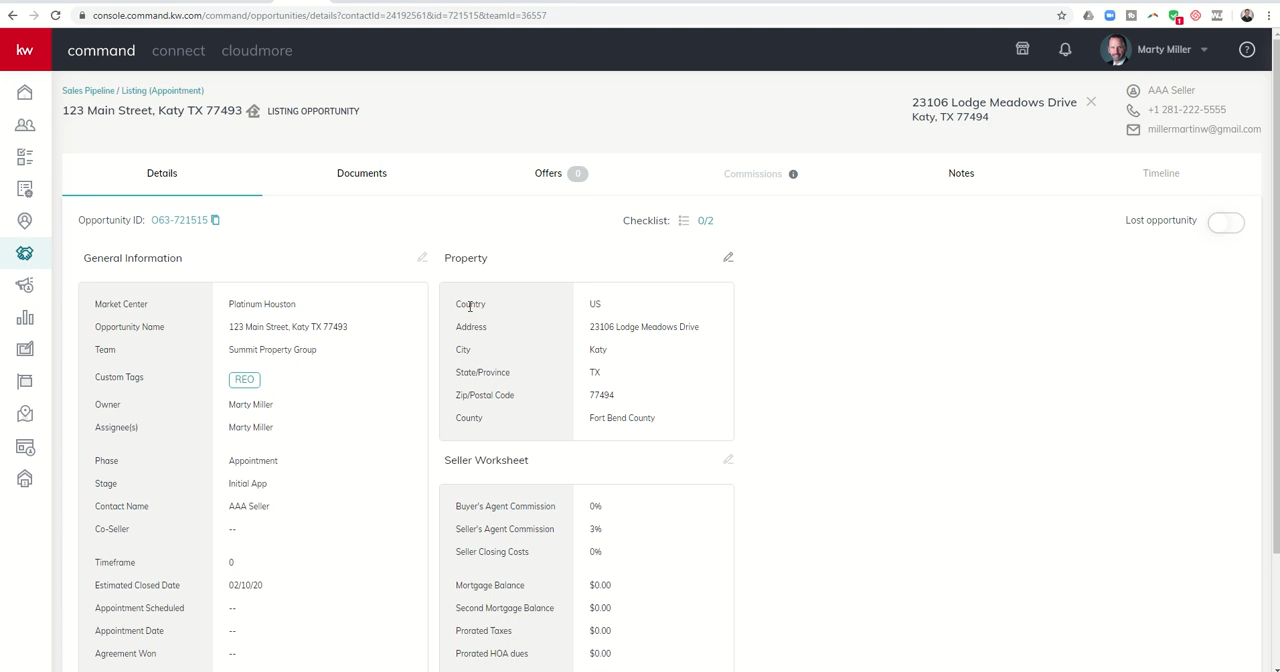 console.command.kw.com/command/opportunities/details?contactId=24192561&id=721515&teamId=36557
kw command connect cloudmore Marty Miller
Sales Pipeline / Listing (Appointment)
123 Main Street, Katy TX 77493 LISTING OPPORTUNITY
23106 Lodge Meadows Drive
Katy, TX 77494
AAA Seller
+1 281-222-5555
millermartinw@gmail.com
Details Documents Offers 0 Commissions Notes Timeline
Opportunity ID: O63-721515 Checklist: 0/2 Lost opportunity
General Information
Market Center Platinum Houston
Opportunity Name 123 Main Street, Katy TX 77493
Team Summit Property Group
Custom Tags REO
Owner Marty Miller
Assignee(s) Marty Miller
Phase Appointment
Stage Initial App
Contact Name AAA Seller
Co-Seller --
Timeframe 0
Estimated Closed Date 02/10/20
Appointment Scheduled --
Appointment Date --
Agreement Won --
Property
Country US
Address 23106 Lodge Meadows Drive
City Katy
State/Province TX
Zip/Postal Code 77494
County Fort Bend County
Seller Worksheet
Buyer's Agent Commission 0%
Seller's Agent Commission 3%
Seller Closing Costs 0%
Mortgage Balance $0.00
Second Mortgage Balance $0.00
Prorated Taxes $0.00
Prorated HOA dues $0.00